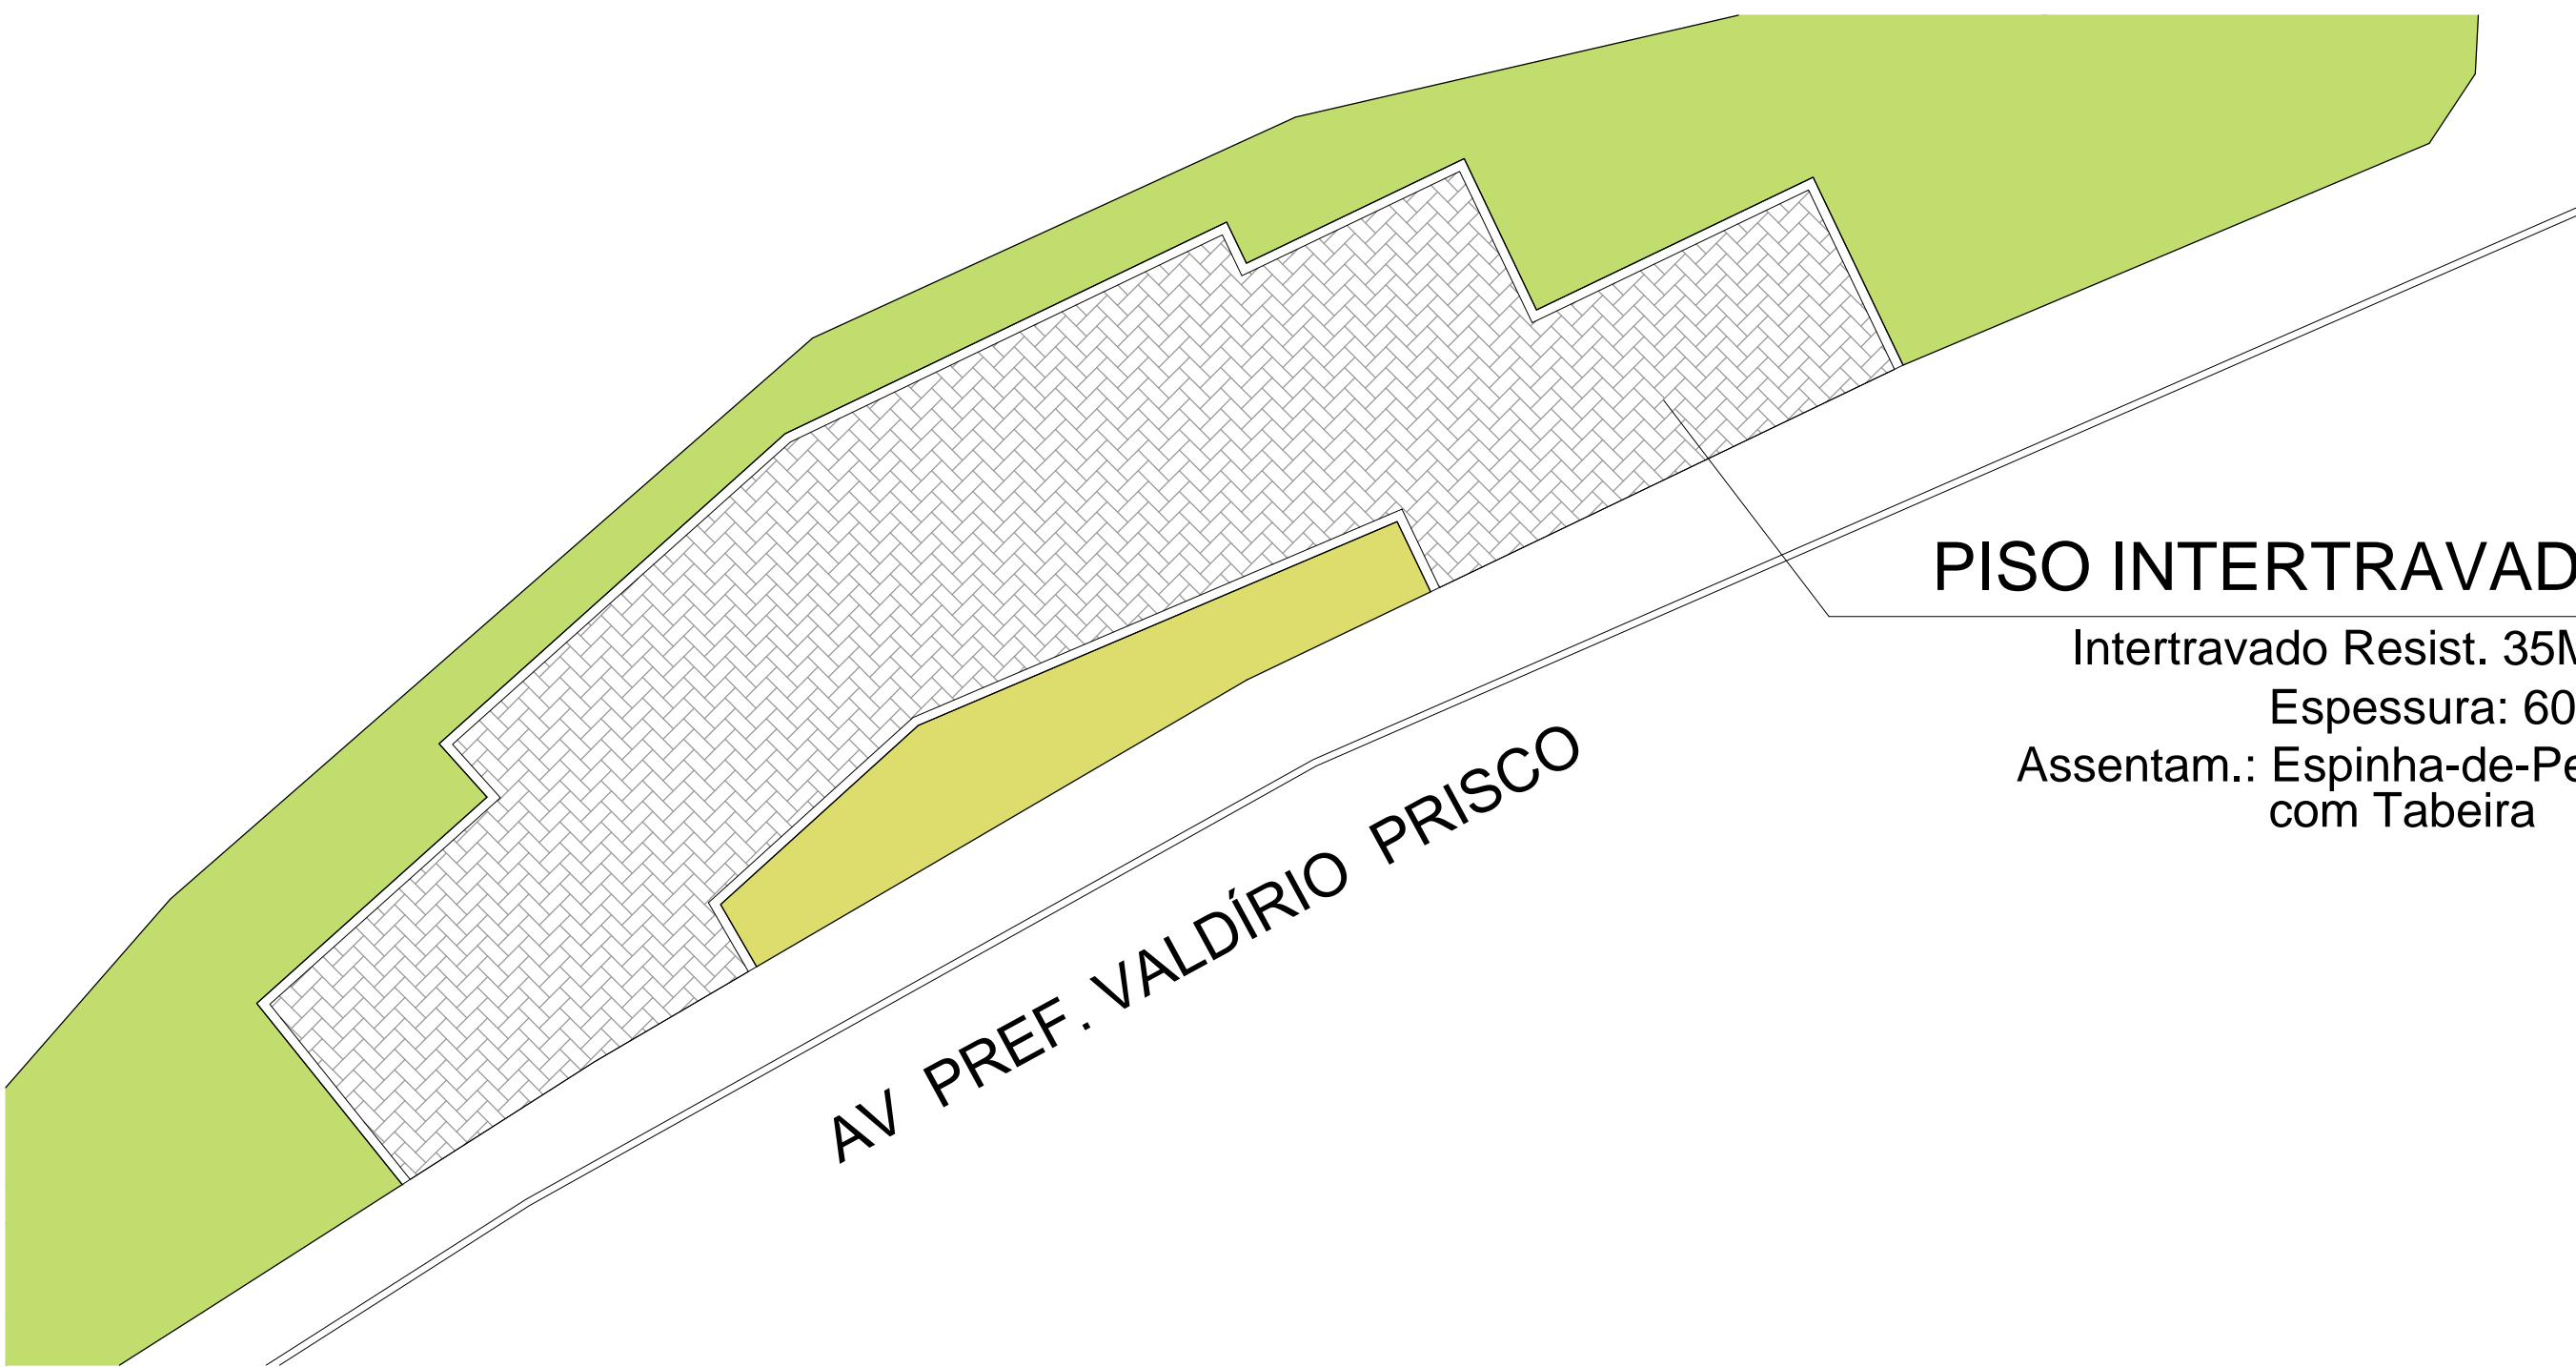 PISO INTERTRAVAD
Intertravado Resist. 35M
Espessura: 60
Assentam.: Espinha-de-Pe
com Tabeira
AV PREF. VALDÍRIO PRISCO